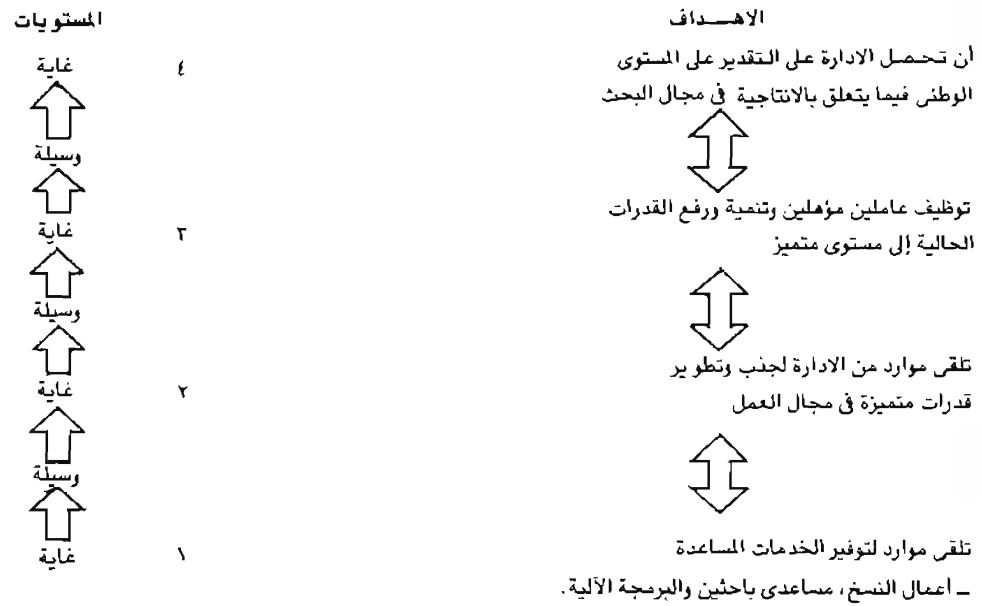 الاهـــداف
المستويات
أن تحصل الادارة على التقدير على المستوى
الوطنى فيما يتعلق بالانتاجية في مجال البحث
٤
غاية
وسيلة
توظيف عاملين مؤهلين وتنمية ورفع القدرات
الحالية إلى مستوى متميز
٣
غاية
وسيلة
تلقى موارد من الادارة لجذب وتطوير
قدرات متميزة في مجال العمل
٢
غاية
وسيلة
تلقى موارد لتوفير الخدمات المساعدة
ـ أعمال النسخ، مساعدى باحثين والبرمجة الآلية.
١
غاية